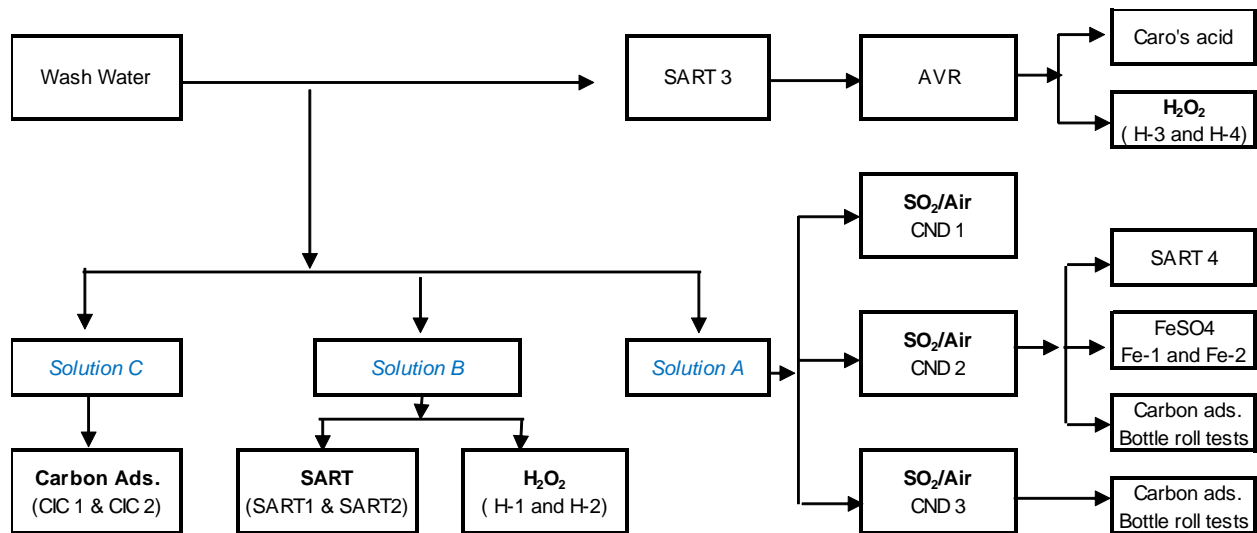 Wash Water
SART 3
AVR
Caro's acid
H₂O₂
( H-3 and H-4)
SO₂/Air
CND 1
SART 4
Solution C
Solution B
Solution A
SO₂/Air
CND 2
FeSO4
Fe-1 and Fe-2
Carbon ads.
Bottle roll tests
Carbon Ads.
(CIC 1 & CIC 2)
SART
(SART1 & SART2)
H₂O₂
( H-1 and H-2)
SO₂/Air
CND 3
Carbon ads.
Bottle roll tests